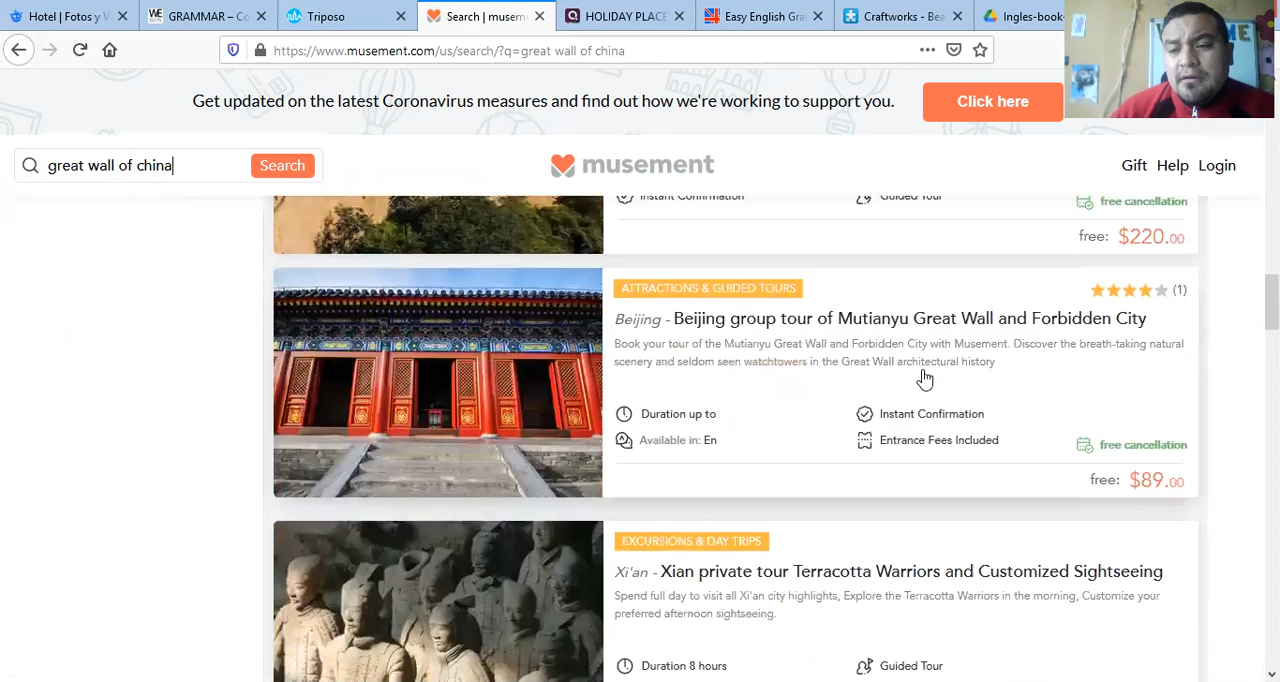 Hotel | Fotos y V
GRAMMAR – Co
Triposo
Search | musem
HOLIDAY PLACE
Easy English Gra
Craftworks - Bea
Ingles-book-
https://www.musement.com/us/search/?q=great wall of china
Get updated on the latest Coronavirus measures and find out how we're working to support you.
Click here
great wall of china
Search
musement
Gift Help Login
Instant Confirmation
Guided Tour
free cancellation
free: $220.00
ATTRACTIONS & GUIDED TOURS
(1)
Beijing - Beijing group tour of Mutianyu Great Wall and Forbidden City
Book your tour of the Mutianyu Great Wall and Forbidden City with Musement. Discover the breath-taking natural
scenery and seldom seen watchtowers in the Great Wall architectural history
Duration up to
Instant Confirmation
Available in: En
Entrance Fees Included
free cancellation
free: $89.00
EXCURSIONS & DAY TRIPS
Xi'an - Xian private tour Terracotta Warriors and Customized Sightseeing
Spend full day to visit all Xi'an city highlights, Explore the Terracotta Warriors in the morning, Customize your
preferred afternoon sightseeing.
Duration 8 hours
Guided Tour